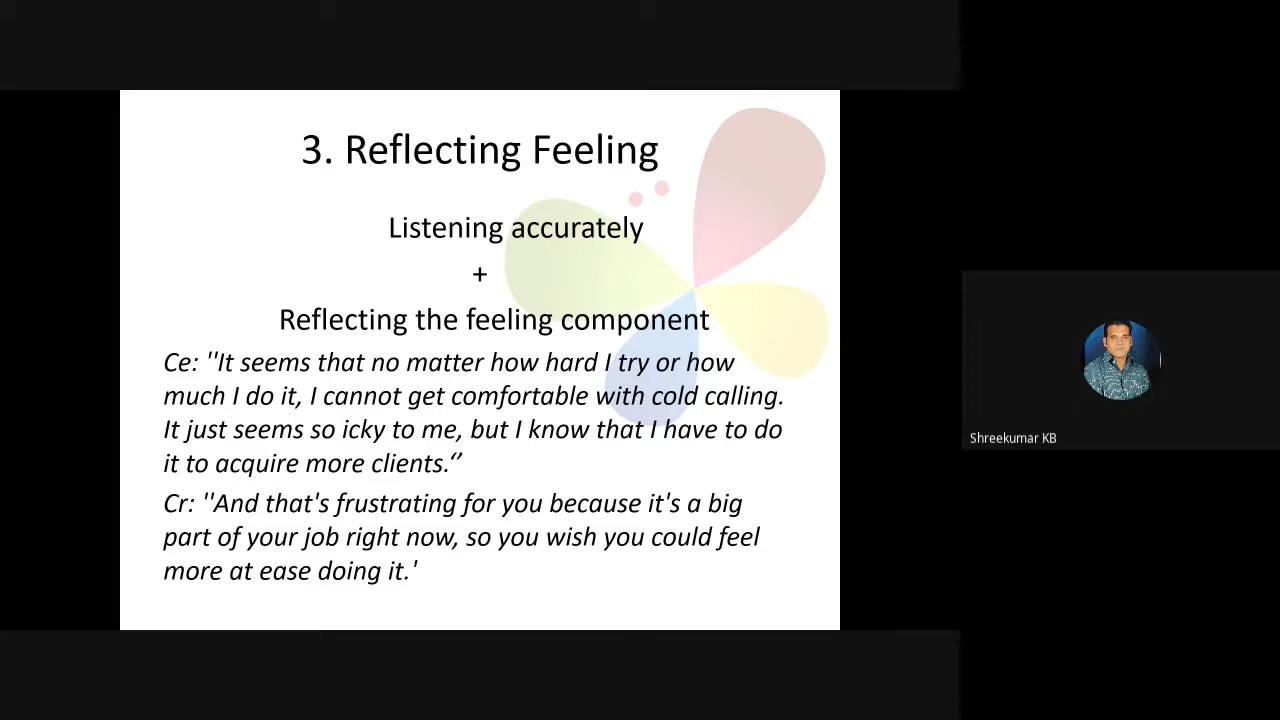 3. Reflecting Feeling
Listening accurately
+
Reflecting the feeling component
Ce: "It seems that no matter how hard I try or how
much I do it, I cannot get comfortable with cold calling.
It just seems so icky to me, but I know that I have to do
it to acquire more clients.“
Cr: "And that's frustrating for you because it's a big
part of your job right now, so you wish you could feel
more at ease doing it.'
Shreekumar KB